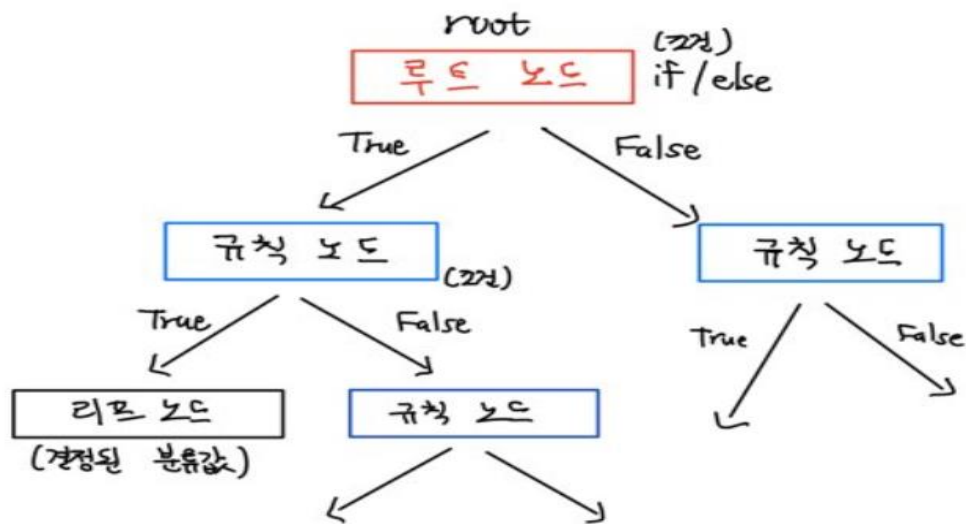 root
루트 노드
(조건)
if/else
True
False
규칙 노드
(조건)
규칙 노드
True
False
True
False
리프 노드
(결정된 분류값)
규칙 노드